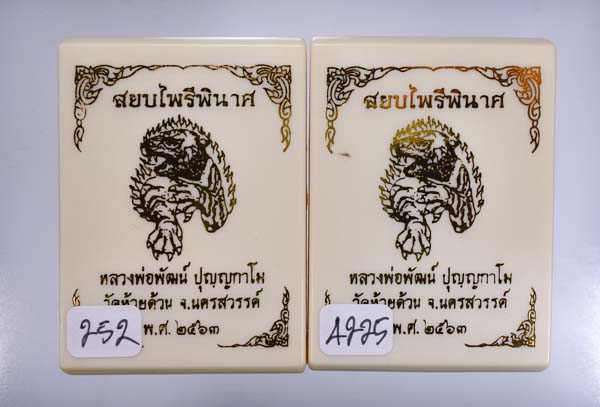 สยบไพรีพินาศ
หลวงพ่อพัฒน์ ปุญฺญกาโม
วัดห้วยด้วน จ.นครสวรรค์
พ.ศ. ๒๕๖๓
252
สยบไพรีพินาศ
หลวงพ่อพัฒน์ ปุญฺญกาโม
วัดห้วยด้วน จ.นครสวรรค์
พ.ศ. ๒๕๖๓
4925